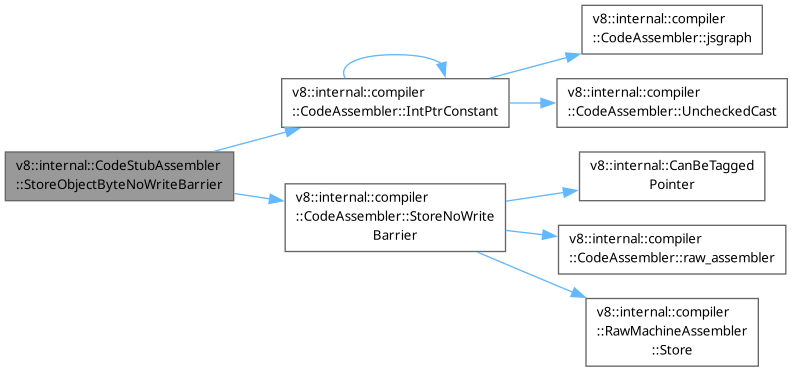 v8::internal::CodeStubAssembler
::StoreObjectByteNoWriteBarrier
v8::internal::compiler
::CodeAssembler::IntPtrConstant
v8::internal::compiler
::CodeAssembler::jsgraph
v8::internal::compiler
::CodeAssembler::UncheckedCast
v8::internal::compiler
::CodeAssembler::StoreNoWrite
Barrier
v8::internal::CanBeTagged
Pointer
v8::internal::compiler
::CodeAssembler::raw_assembler
v8::internal::compiler
::RawMachineAssembler
::Store